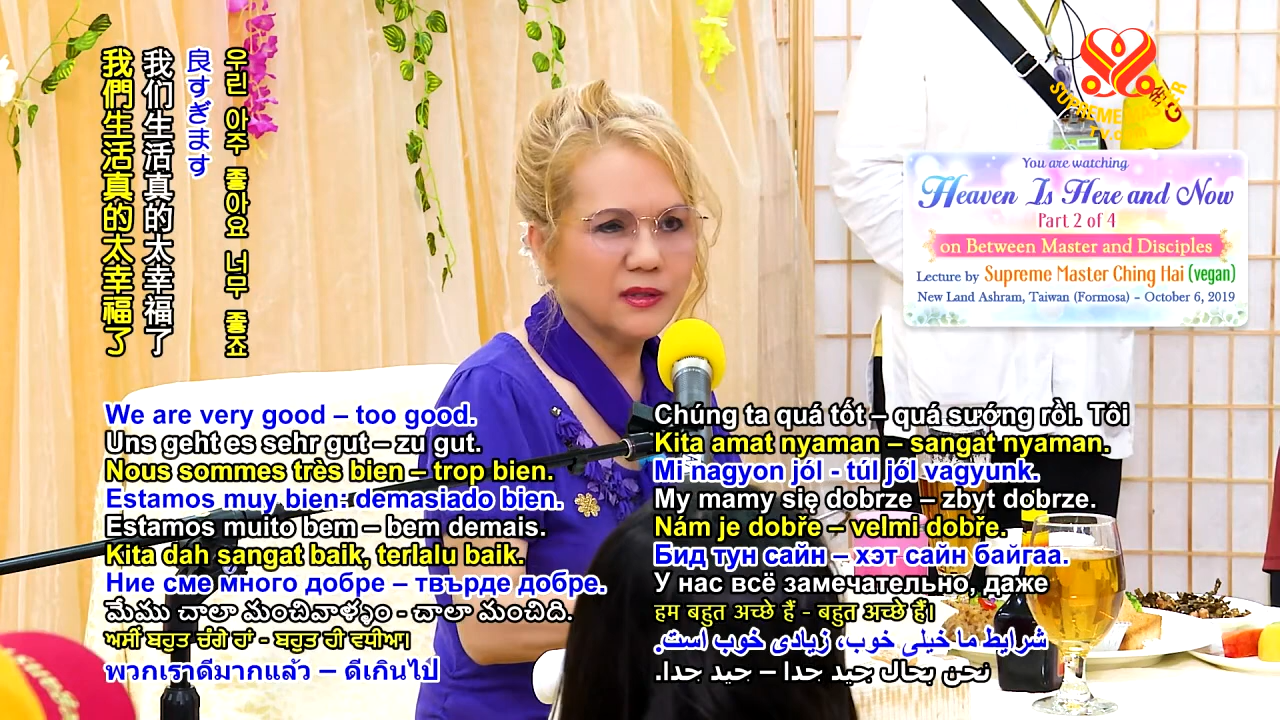 우린 아주 좋아요 너무 좋죠
良すぎます
我们生活真的太幸福了
我們生活真的太幸福了
SUPREME MASTER
TV.com
You are watching
Heaven Is Here and Now
Part 2 of 4
on Between Master and Disciples
Lecture by Supreme Master Ching Hai (vegan)
New Land Ashram, Taiwan (Formosa) – October 6, 2019
We are very good – too good.
Uns geht es sehr gut – zu gut.
Nous sommes très bien – trop bien.
Estamos muy bien: demasiado bien.
Estamos muito bem – bem demais.
Kita dah sangat baik, terlalu baik.
Ние сме много добре – твърде добре.
మేము చాలా మంచివాళ్ళం - చాలా మంచిది.
ਅਸੀਂ ਬਹੁਤ ਚੰਗੇ ਹਾਂ - ਬਹੁਤ ਹੀ ਵਧੀਆ।
พวกเราดีมากแล้ว – ดีเกินไป
Chúng ta quá tốt – quá sướng rồi. Tôi
Kita amat nyaman – sangat nyaman.
Mi nagyon jól - túl jól vagyunk.
My mamy się dobrze – zbyt dobrze.
Nám je dobře – velmi dobře.
Бид тун сайн – хэт сайн байгаа.
У нас всё замечательно, даже
हम बहुत अच्छे हैं - बहुत अच्छे हैं।
شرایط ما خیلی خوب، زیادی خوب است.
نحن بحال جيد جدا – جيد جدا.